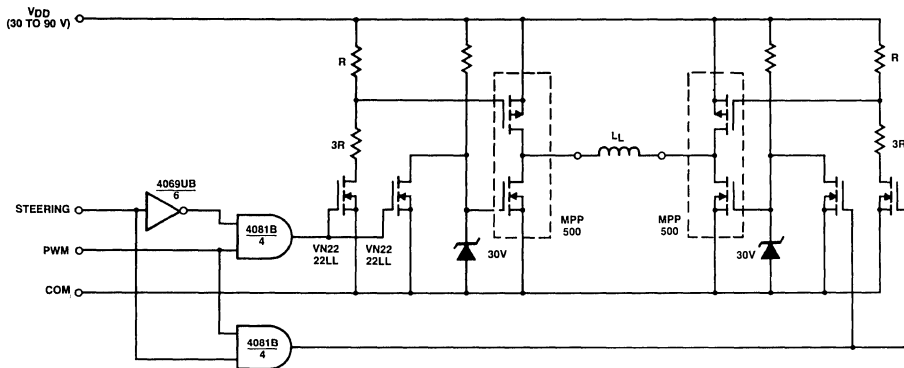 VDD
(30 TO 90 V)
R
R
3R
LL
3R
4069UB
6
STEERING
4081B
4
MPP
500
MPP
500
PWM
VN22
22LL
VN22
22LL
30V
30V
COM
4081B
4